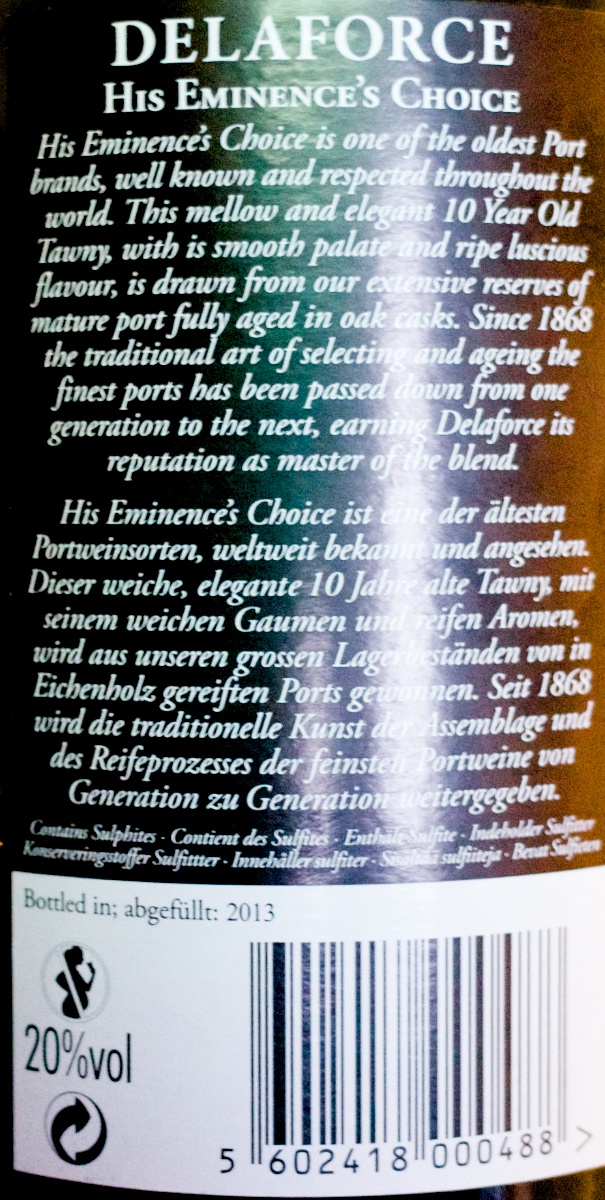 DELAFORCE
HIS EMINENCE'S CHOICE
His Eminence's Choice is one of the oldest Port
brands, well known and respected throughout the
world. This mellow and elegant 10 Year Old
Tawny, with is smooth palate and ripe luscious
flavour, is drawn from our extensive reserves of
mature port fully aged in oak casks. Since 1868
the traditional art of selecting and ageing the
finest ports has been passed down from one
generation to the next, earning Delaforce its
reputation as master of the blend.
His Eminence's Choice ist eine der ältesten
Portweinsorten, weltweit bekannt und angesehen.
Dieser weiche, elegante 10 Jahre alte Tawny, mit
seinem weichen Gaumen und reifen Aromen,
wird aus unseren grossen Lagerbeständen von in
Eichenholz gereiften Ports gewonnen. Seit 1868
wird die traditionelle Kunst der Assemblage und
des Reifeprozesses der feinsten Portweine von
Generation zu Generation weitergegeben.
Contains Sulphites - Contient des Sulfites - Enthält Sulfite - Indeholder Sulfitter
Konserveringsstoffer Sulfittter - Innehäller sulfiter - Sisältää sulfiiteja - Bevat Sulfieten
Bottled in; abgefüllt: 2013
20%vol
5 602418 000488 >